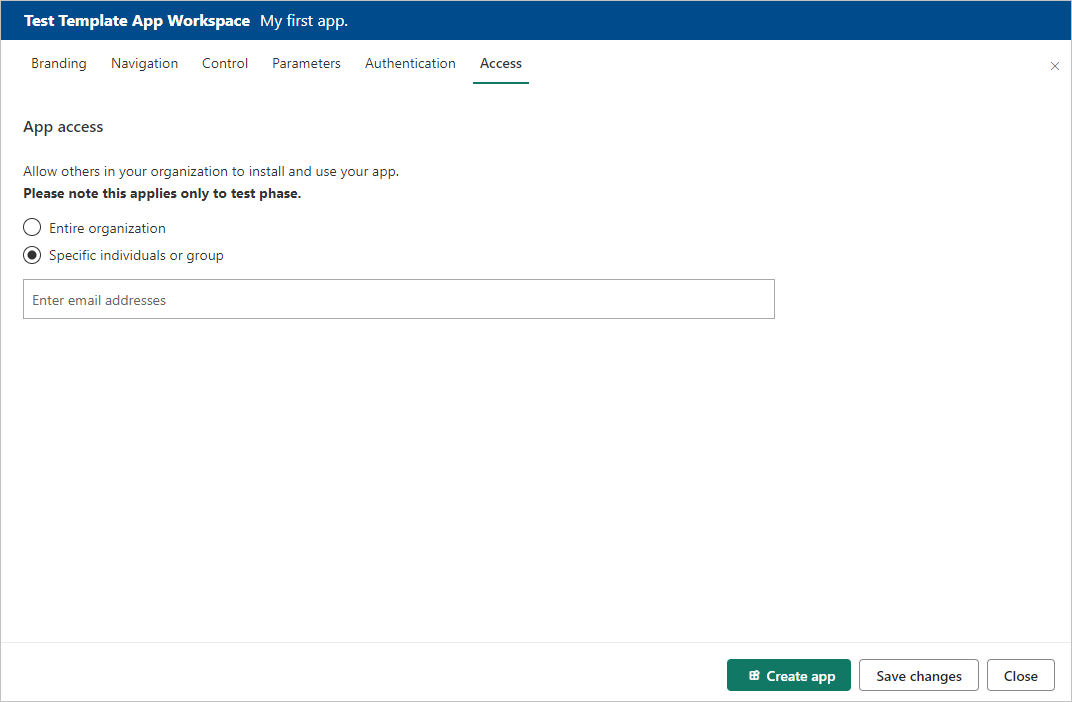 Test Template App Workspace My first app.
Branding Navigation Control Parameters Authentication Access
App access
Allow others in your organization to install and use your app.
Please note this applies only to test phase.
Entire organization
Specific individuals or group
Enter email addresses
Create app Save changes Close